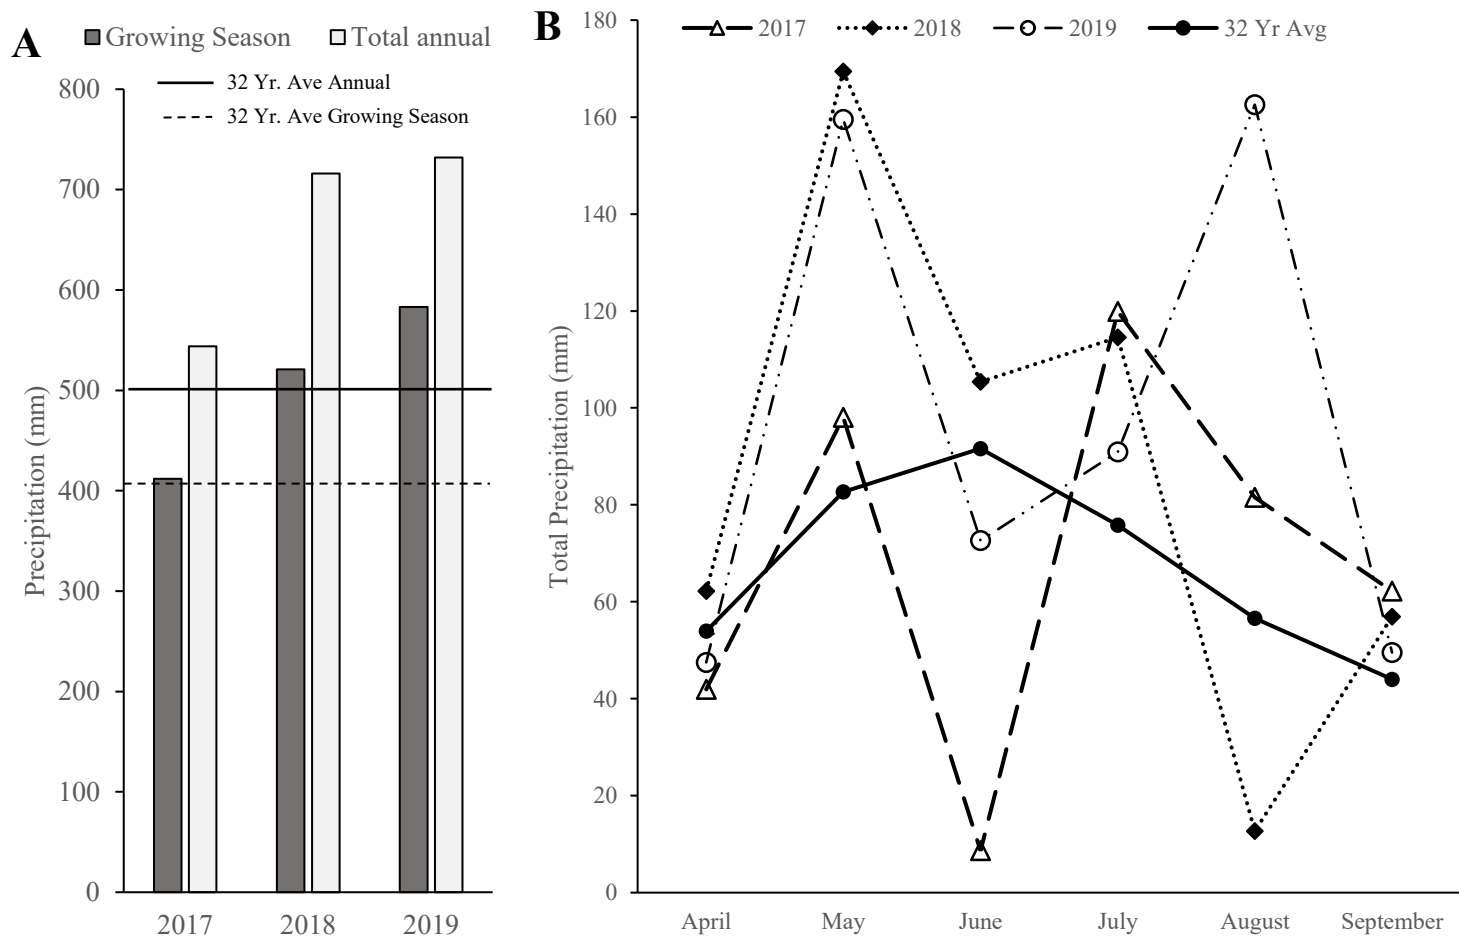 A
Growing Season
Total annual
32 Yr. Ave Annual
32 Yr. Ave Growing Season
Precipitation (mm)
800
700
600
500
400
300
200
100
0
2017 2018 2019
B
2017 2018 2019 32 Yr Avg
Total Precipitation (mm)
180
160
140
120
100
80
60
40
20
0
April May June July August September